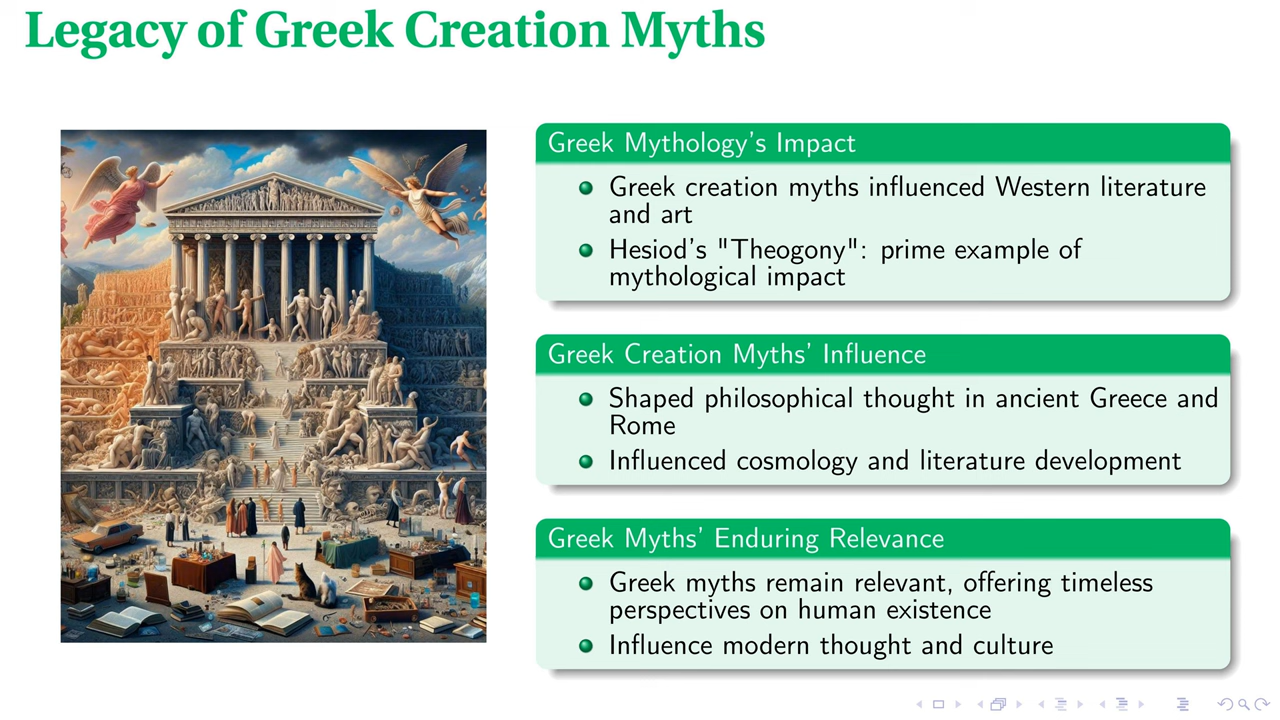 Legacy of Greek Creation Myths
Greek Mythology's Impact
Greek creation myths influenced Western literature
and art
Hesiod's "Theogony": prime example of
mythological impact
Greek Creation Myths' Influence
Shaped philosophical thought in ancient Greece and
Rome
Influenced cosmology and literature development
Greek Myths' Enduring Relevance
Greek myths remain relevant, offering timeless
perspectives on human existence
Influence modern thought and culture